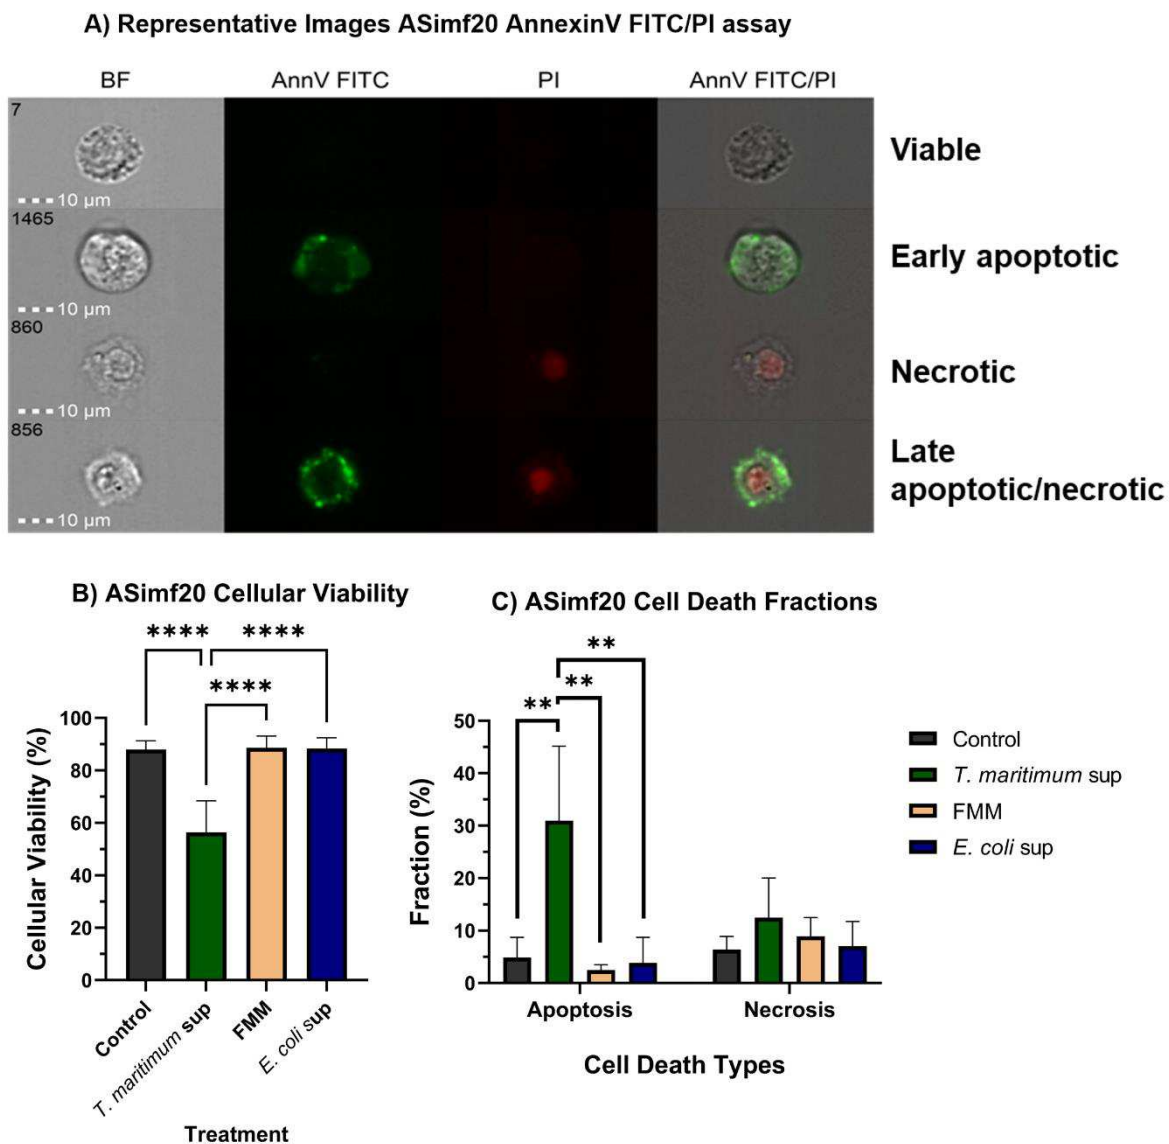 A) Representative Images ASimf20 AnnexinV FITC/PI assay
BF AnnV FITC PI AnnV FITC/PI
7
10 µm
Viable
1465
10 µm
Early apoptotic
860
10 µm
Necrotic
856
10 µm
Late
apoptotic/necrotic
B) ASimf20 Cellular Viability
**** ****
****
Cellular Viability (%)
100
80
60
40
20
0
Control
T. maritimum sup
FMM
E. coli sup
Treatment
C) ASimf20 Cell Death Fractions
**
**
**
Fraction (%)
50
40
30
20
10
0
Apoptosis Necrosis
Cell Death Types
Control
T. maritimum sup
FMM
E. coli sup